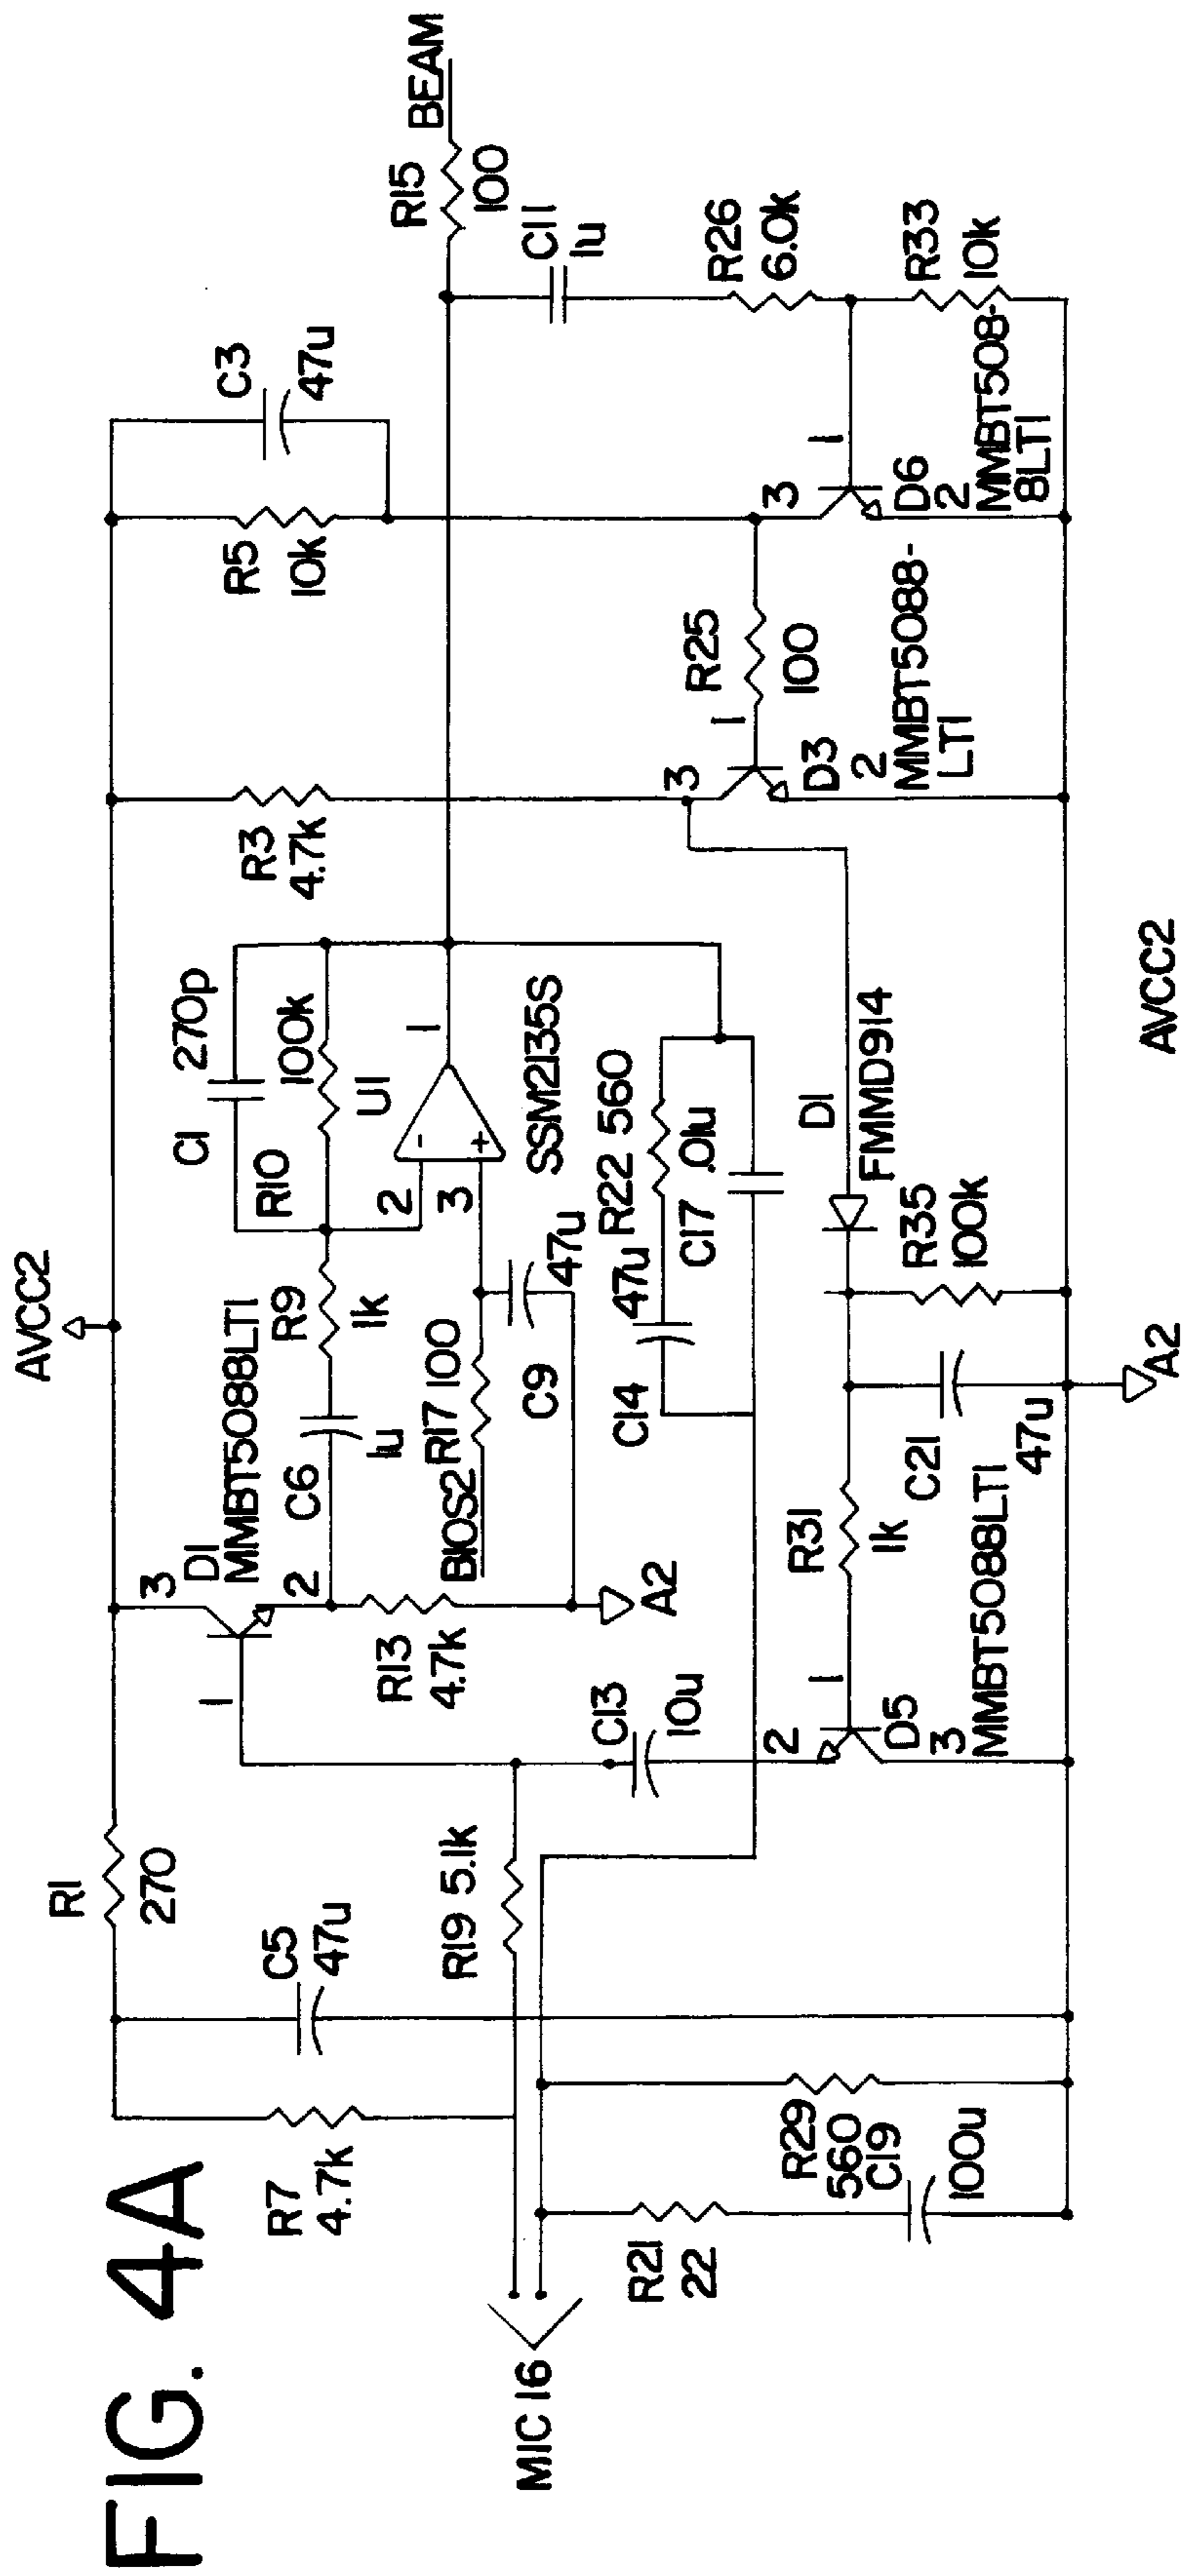 FIG. 4A
MIC 16
R7
4.7k
R21
22
R29
560
C19
100u
C5
47u
R1
270
R19 5.1k
C13
10u
1
3
D1
MMBT5088LT1
2
R13
4.7k
A2
2
1
D5
3
MMBT5088LT1
R31
1k
C21
47u
A2
C6
1u
R9
1k
BIOS2
R17 100
C9
47u
AVCC2
C14
47u
R22 560
C17
.01u
R10
100k
C1
270p
U1
2
3
-
+
1
SSM2135S
D1
FMMD914
R35
100k
AVCC2
R3
4.7k
3
1
D3
2
MMBT5088-
LT1
R25
100
R5
10k
C3
47u
3
1
D6
2
MMBT508-
8LT1
R26
6.0k
R33
10k
C11
1u
R15
100
BEAM